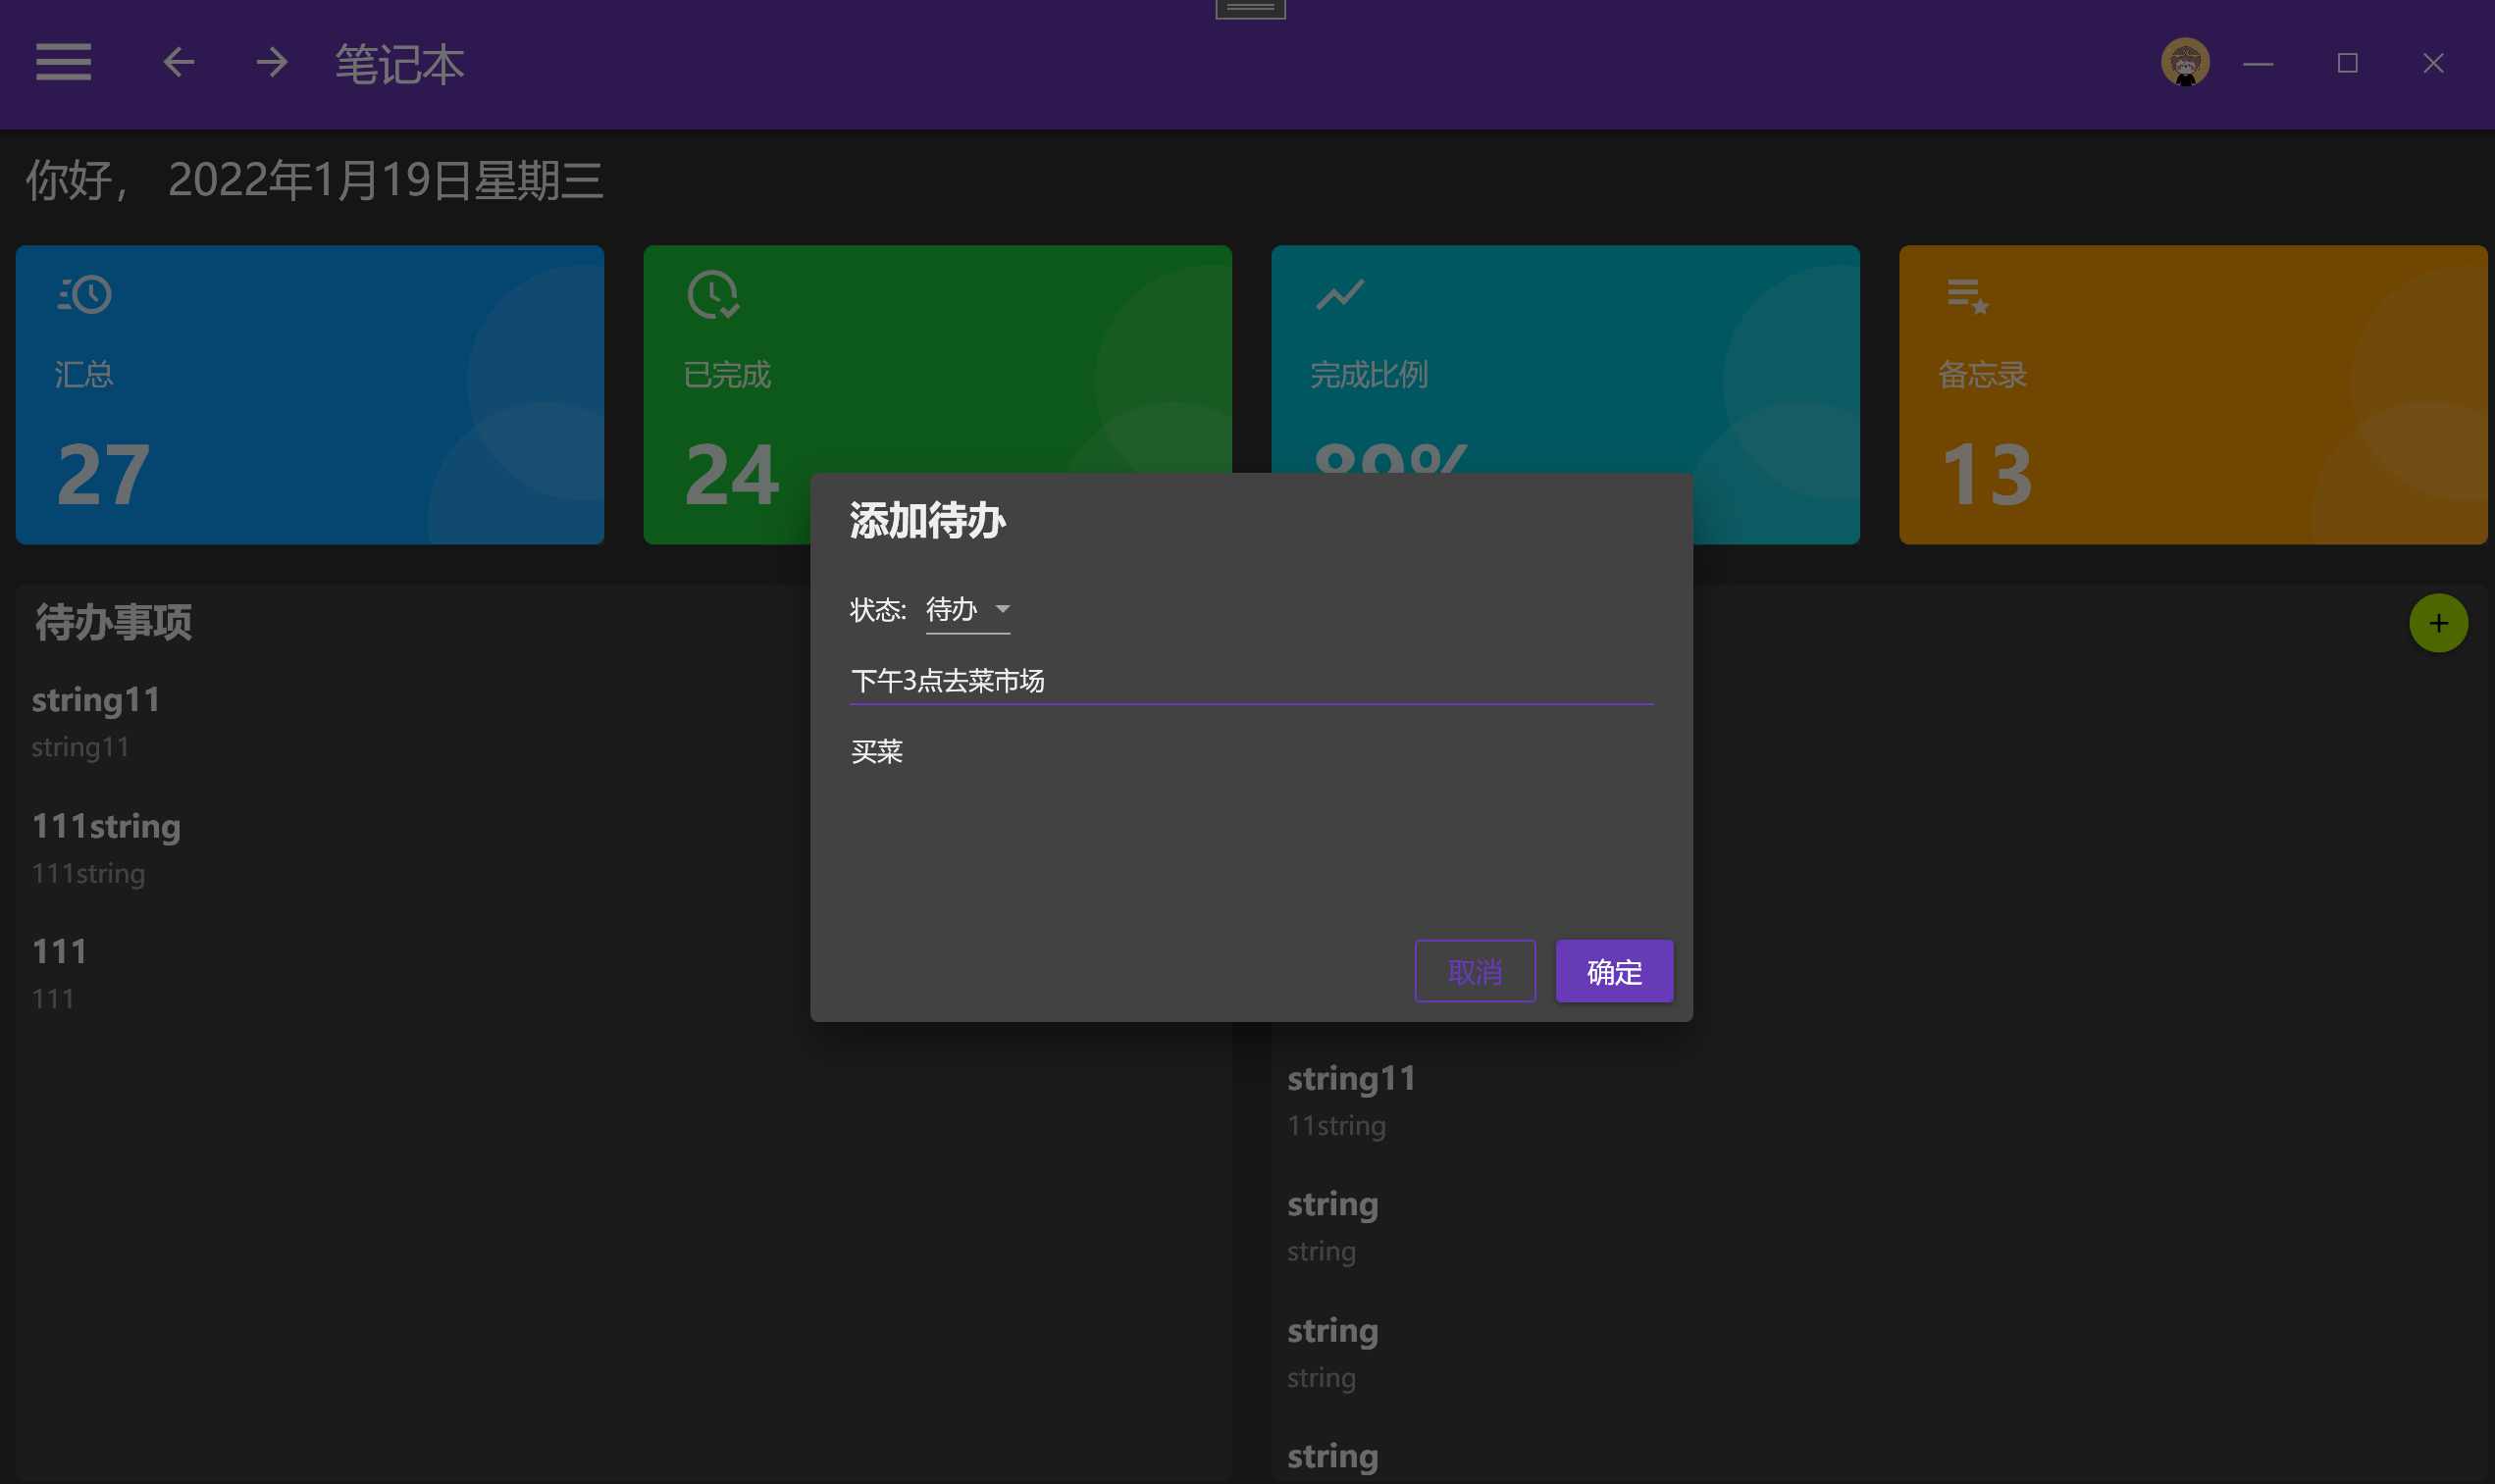 笔记本
你好， 2022年1月19日星期三
汇总
27
已完成
24
完成比例
89%
备忘录
13
添加待办
状态: 待办
下午3点去菜市场
买菜
取消 确定
待办事项
string11
string11
111string
111string
111
111
string11
11string
string
string
string
string
string